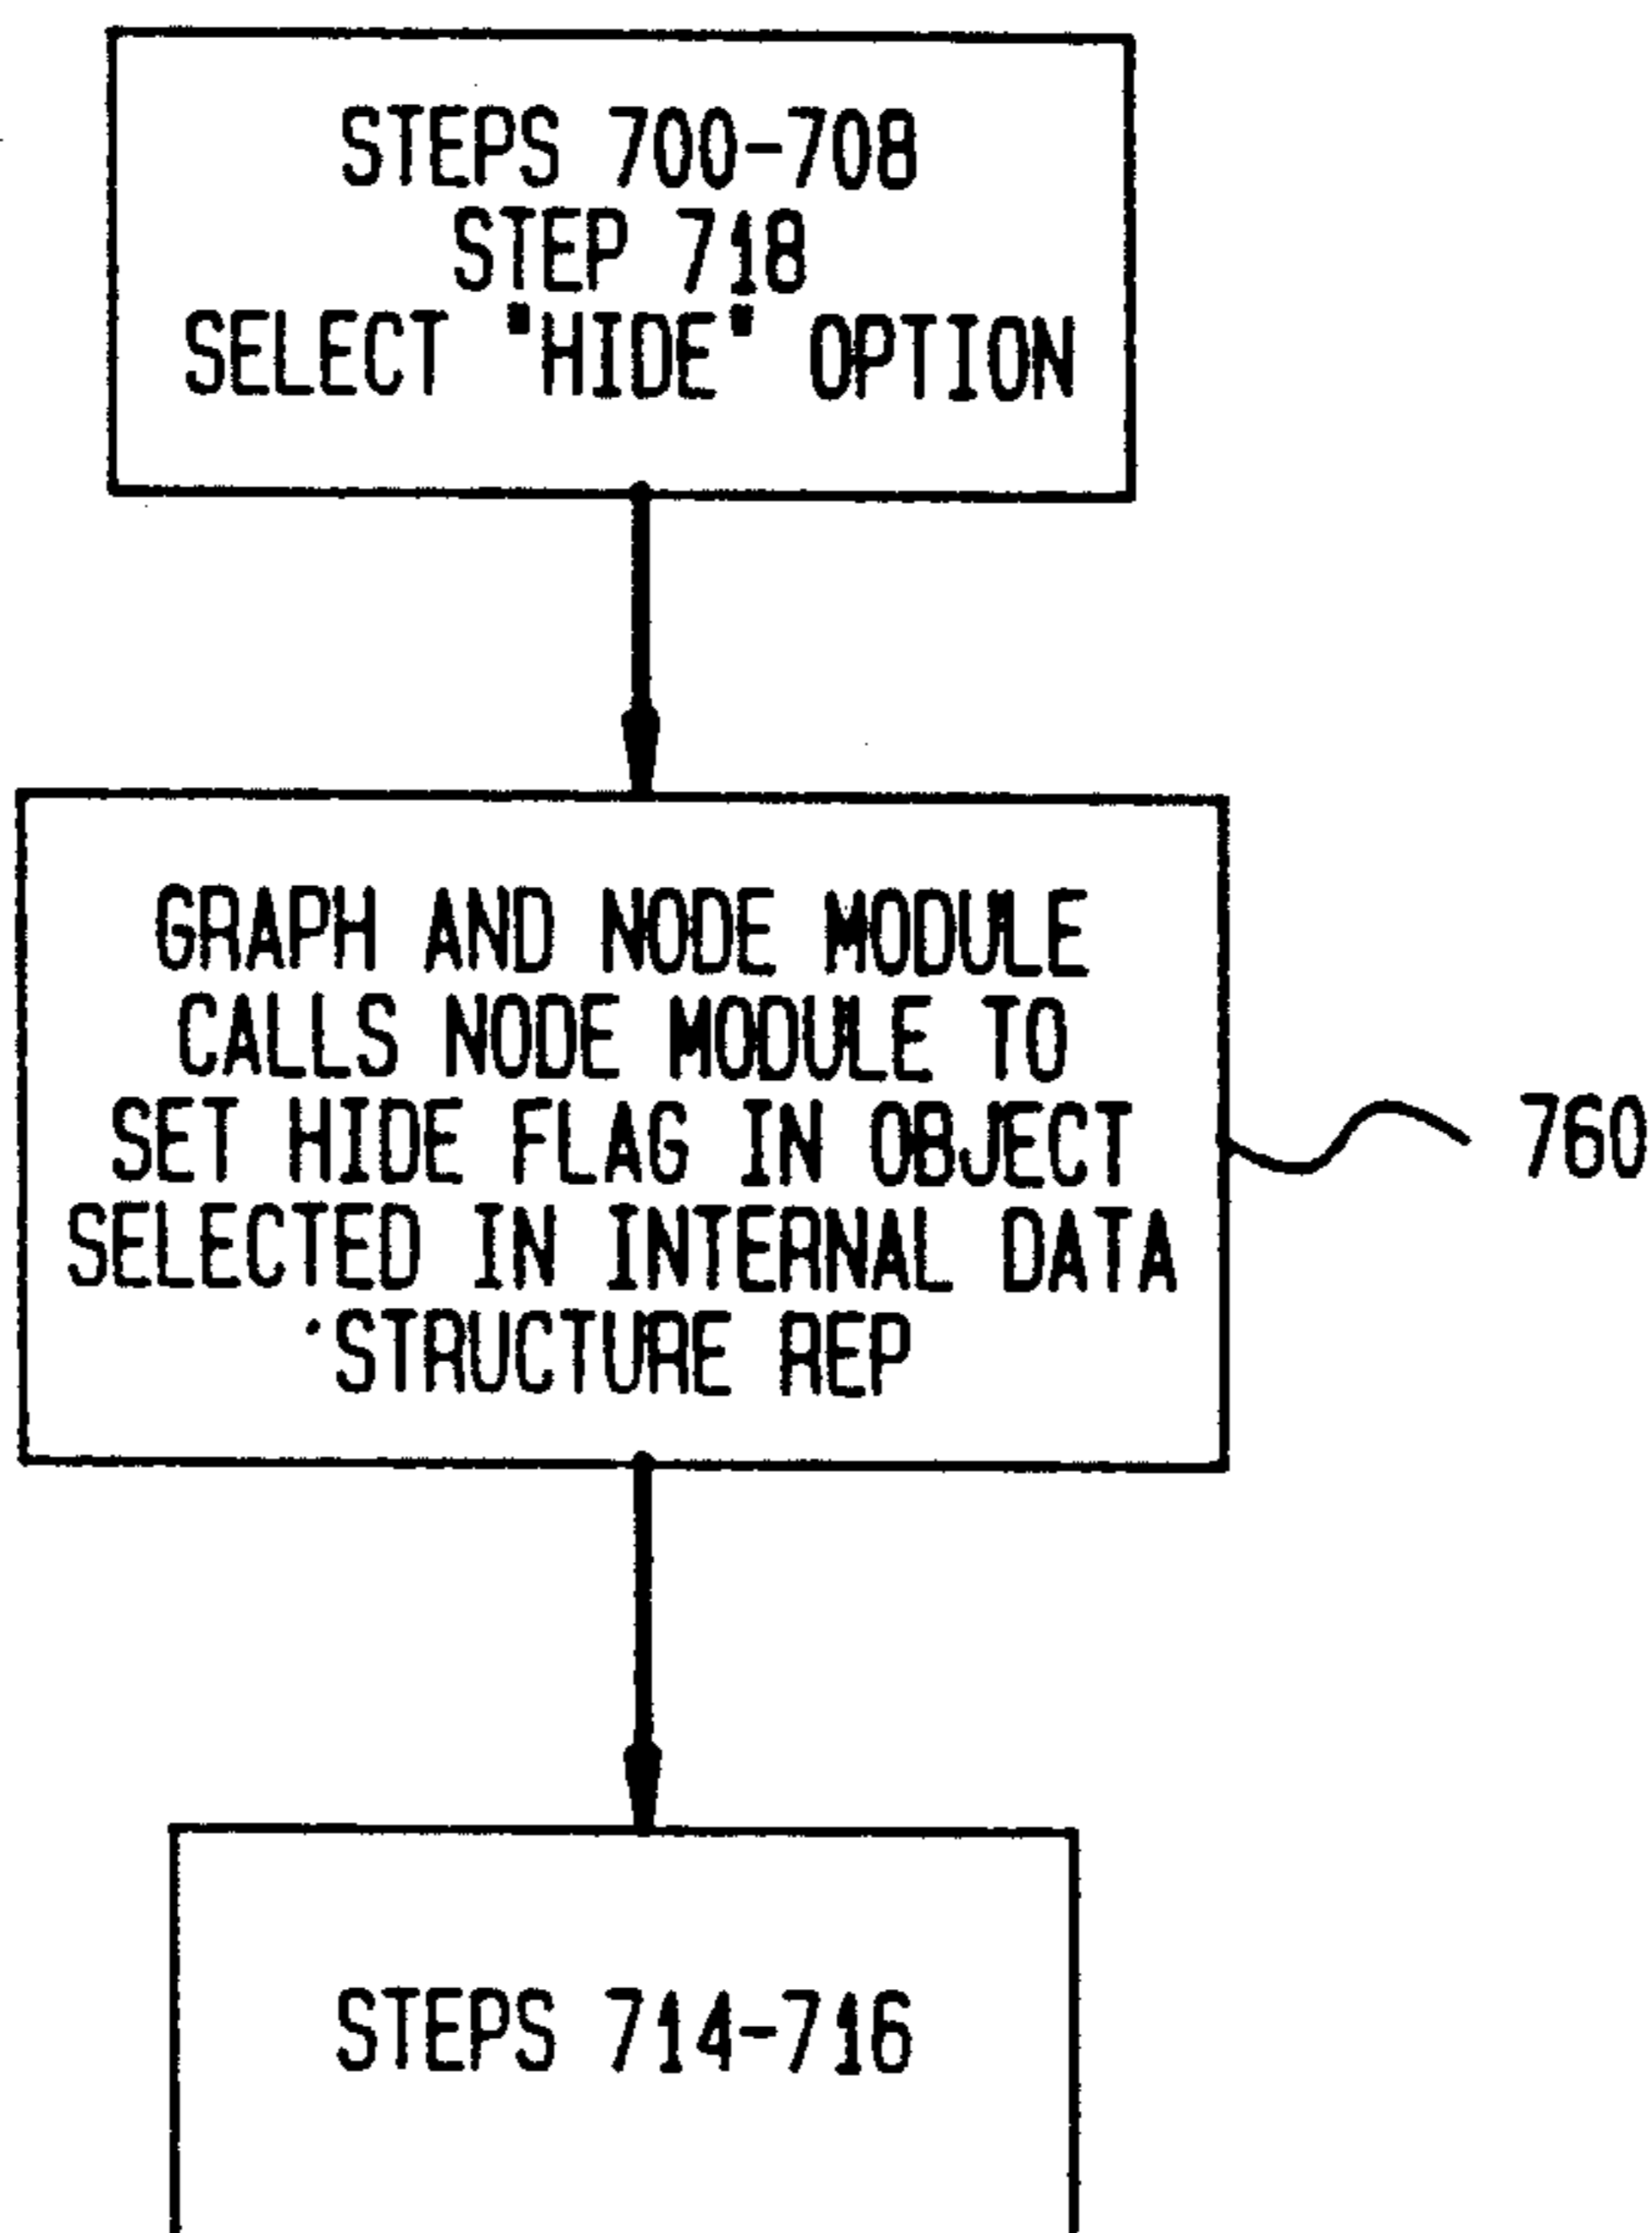 STEPS 700-708
STEP 718
SELECT "HIDE" OPTION
GRAPH AND NODE MODULE
CALLS NODE MODULE TO
SET HIDE FLAG IN OBJECT
SELECTED IN INTERNAL DATA
STRUCTURE REP
760
STEPS 714-716